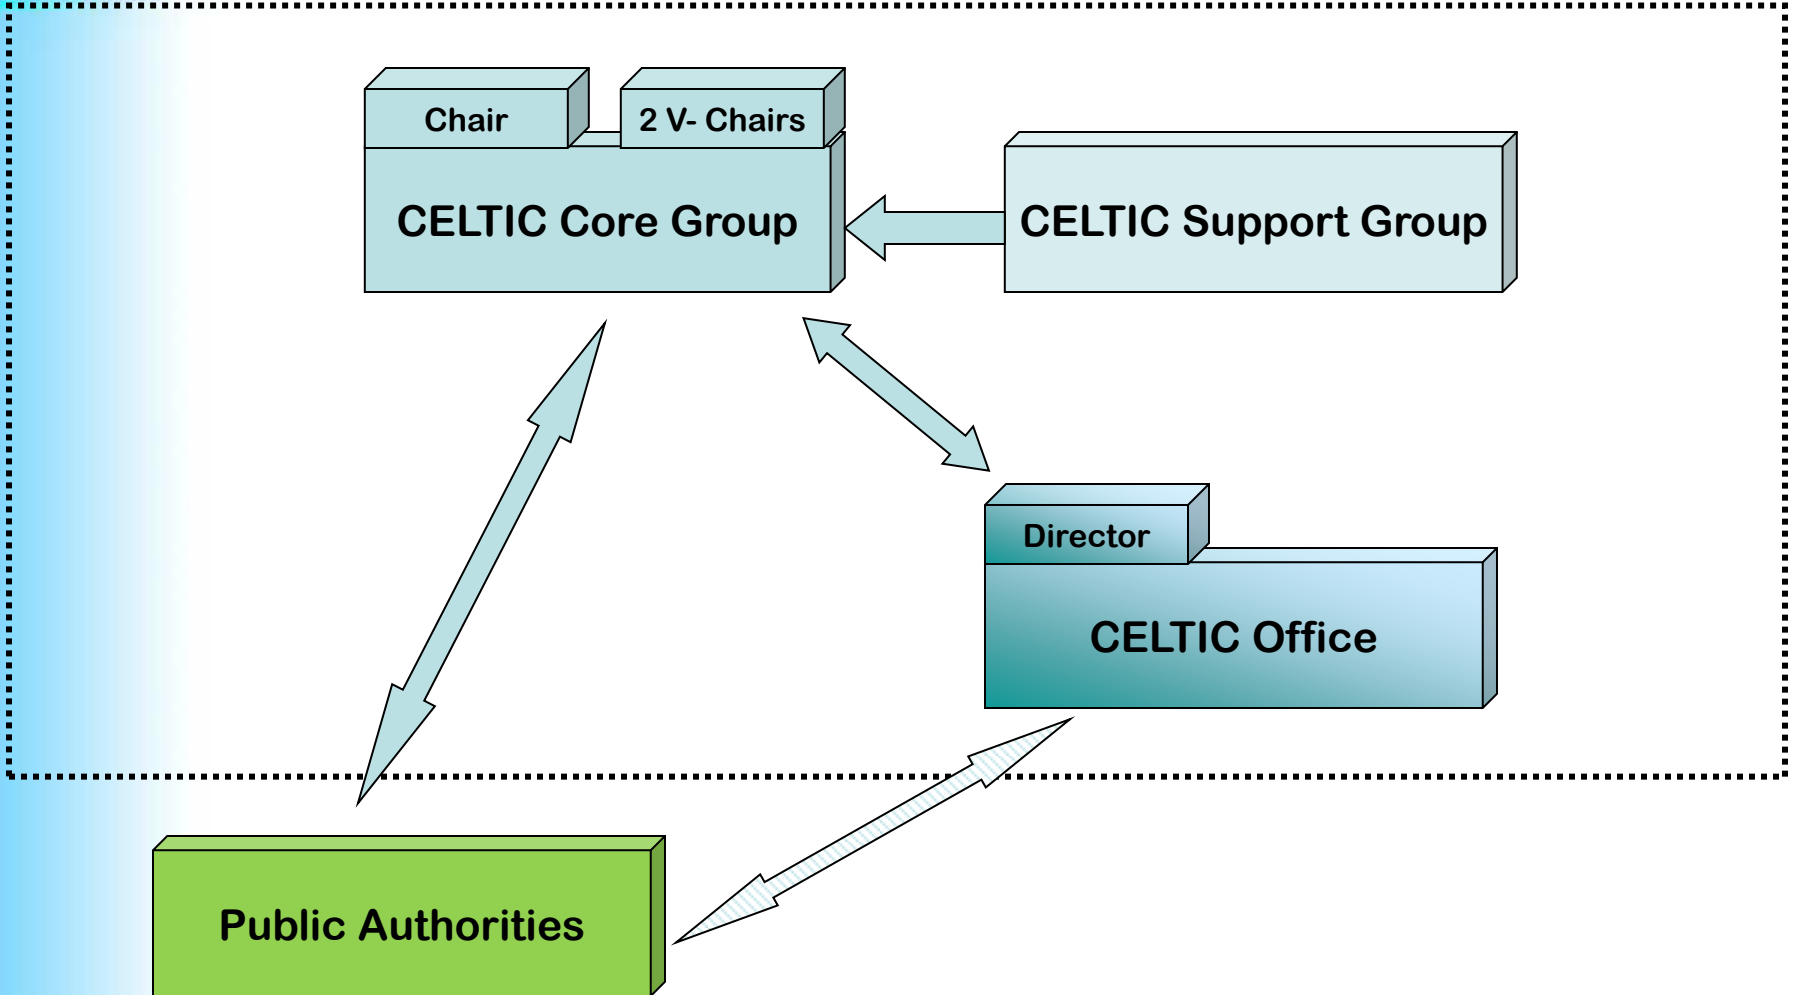 Chair
2 V- Chairs
CELTIC Core Group
CELTIC Support Group
Director
CELTIC Office
Public Authorities